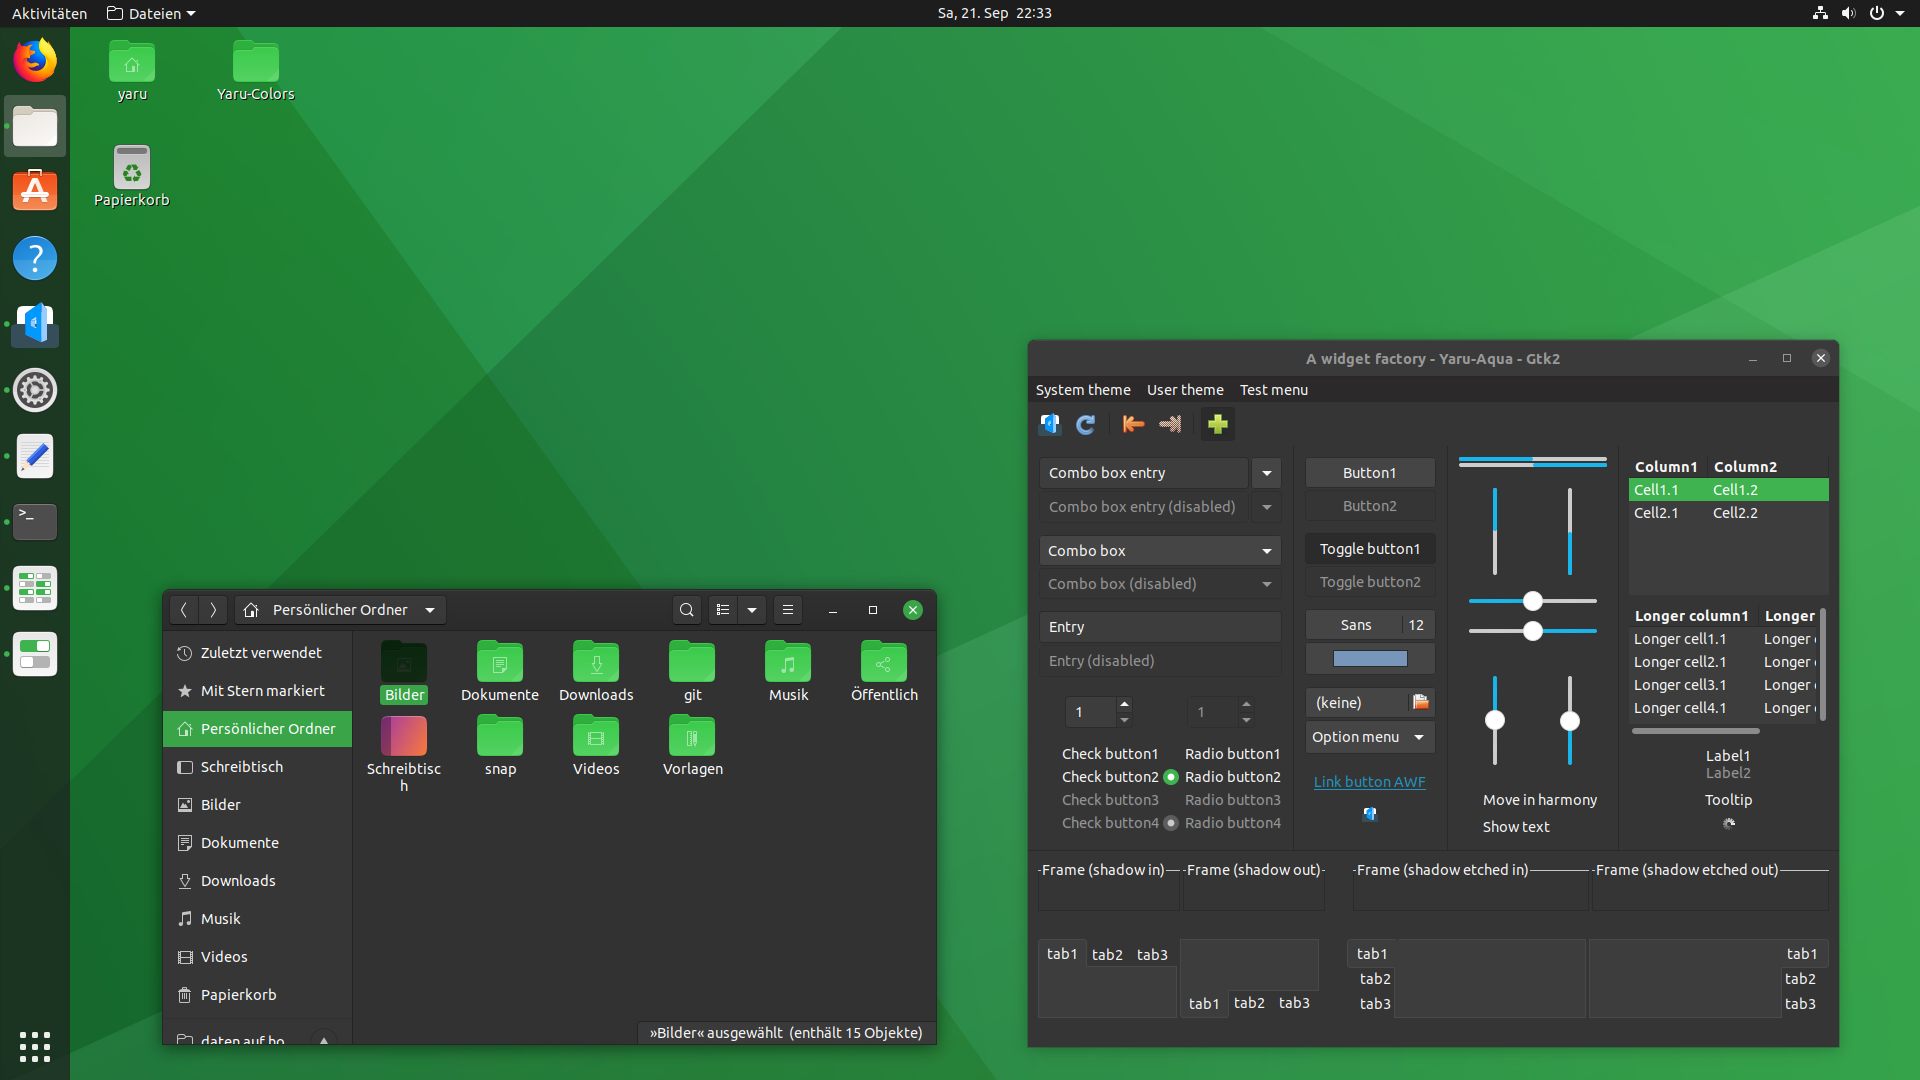 Aktivitäten Dateien Sa, 21. Sep 22:33
yaru Yaru-Colors
Papierkorb
>_
Persönlicher Ordner
Zuletzt verwendet
Mit Stern markiert
Persönlicher Ordner
Schreibtisch
Bilder
Dokumente
Downloads
Musik
Videos
Papierkorb
Bilder Dokumente Downloads git Musik Öffentlich
Schreibtisc
h
snap Videos Vorlagen
»Bilder« ausgewählt (enthält 15 Objekte)
A widget factory - Yaru-Aqua - Gtk2
System theme User theme Test menu
Combo box entry
Combo box entry (disabled)
Combo box
Combo box (disabled)
Entry
Entry (disabled)
1 1
Check button1 Radio button1
Check button2 Radio button2
Check button3 Radio button3
Check button4 Radio button4
Button1
Button2
Toggle button1
Toggle button2
Sans 12
(keine)
Option menu
Link button AWF
Move in harmony
Show text
Column1 Column2
Cell1.1 Cell1.2
Cell2.1 Cell2.2
Longer column1 Longer
Longer cell1.1 Longer
Longer cell2.1 Longer
Longer cell3.1 Longer
Longer cell4.1 Longer
Label1
Label2
Tooltip
Frame (shadow in) Frame (shadow out) Frame (shadow etched in) Frame (shadow etched out)
tab1 tab2 tab3
tab1 tab2 tab3
tab1
tab2
tab3
tab1
tab2
tab3